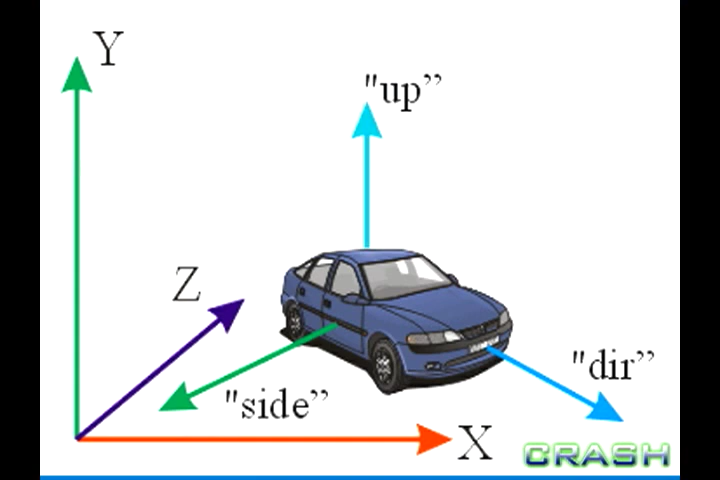 Y
"up”
Z
"dir”
"side”
X
CRASH